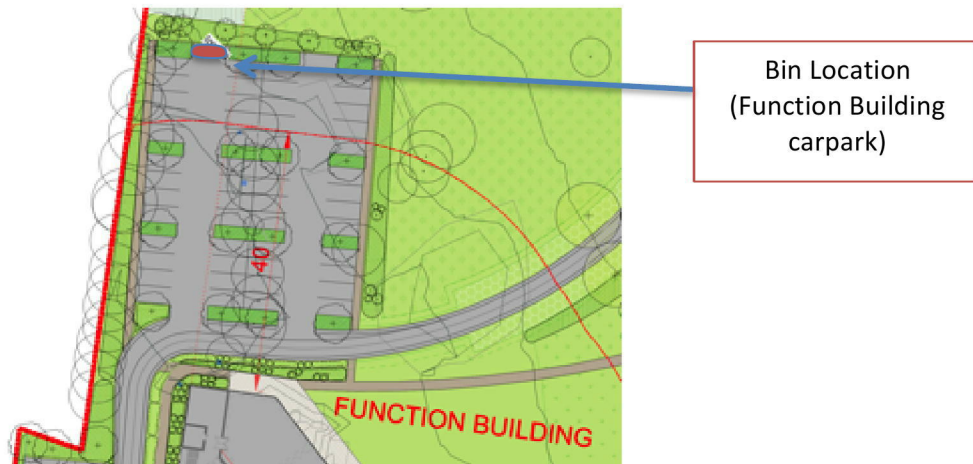 Bin Location
(Function Building
carpark)
40
FUNCTION BUILDING